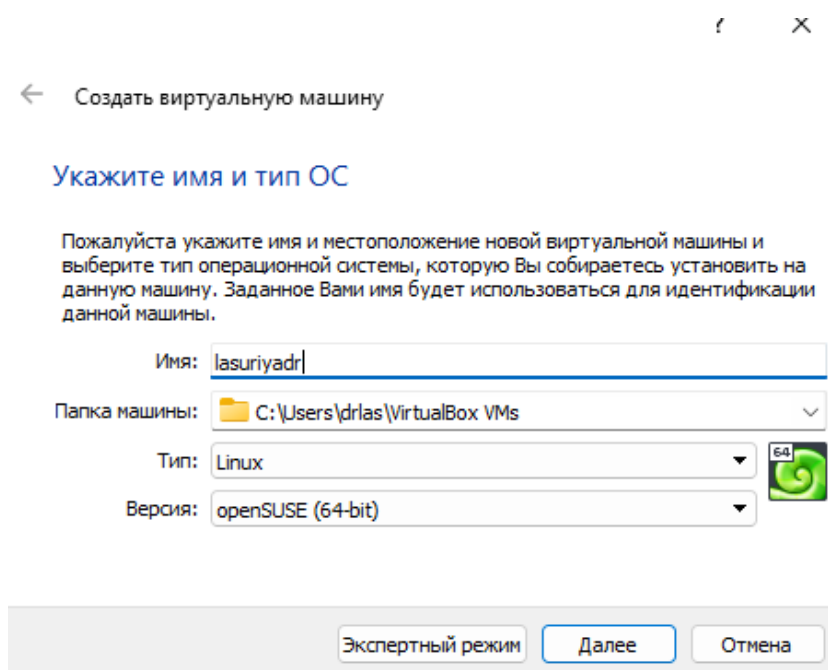 Создать виртуальную машину
Укажите имя и тип ОС
Пожалуйста укажите имя и местоположение новой виртуальной машины и
выберите тип операционной системы, которую Вы собираетесь установить на
данную машину. Заданное Вами имя будет использоваться для идентификации
данной машины.
Имя: lasuriyadr
Папка машины: C:\Users\drlas\VirtualBox VMs
Тип: Linux
64
Версия: openSUSE (64-bit)
Экспертный режим Далее Отмена